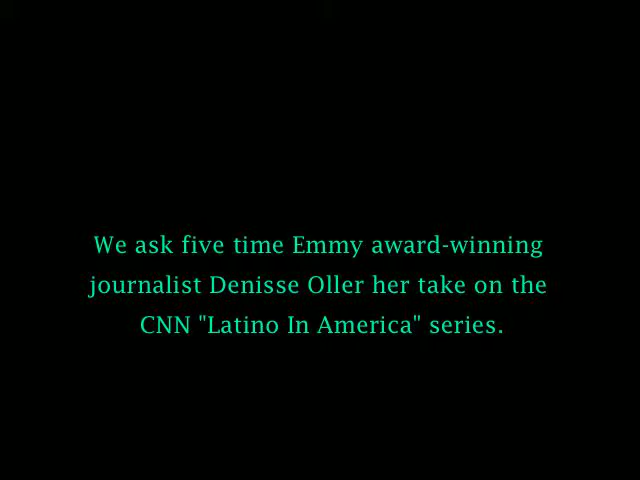 We ask five time Emmy award-winning
journalist Denisse Oller her take on the
CNN "Latino In America" series.